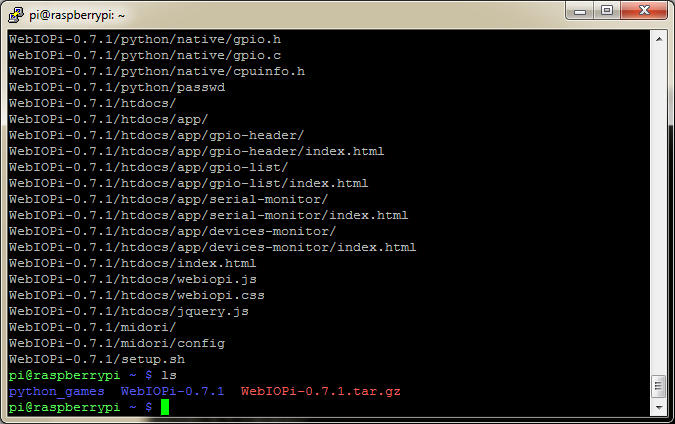 pi@raspberrypi: ~
WebIOPi-0.7.1/python/native/gpio.h
WebIOPi-0.7.1/python/native/gpio.c
WebIOPi-0.7.1/python/native/cpuinfo.h
WebIOPi-0.7.1/python/passwd
WebIOPi-0.7.1/htdocs/
WebIOPi-0.7.1/htdocs/app/
WebIOPi-0.7.1/htdocs/app/gpio-header/
WebIOPi-0.7.1/htdocs/app/gpio-header/index.html
WebIOPi-0.7.1/htdocs/app/gpio-list/
WebIOPi-0.7.1/htdocs/app/gpio-list/index.html
WebIOPi-0.7.1/htdocs/app/serial-monitor/
WebIOPi-0.7.1/htdocs/app/serial-monitor/index.html
WebIOPi-0.7.1/htdocs/app/devices-monitor/
WebIOPi-0.7.1/htdocs/app/devices-monitor/index.html
WebIOPi-0.7.1/htdocs/index.html
WebIOPi-0.7.1/htdocs/webiopi.js
WebIOPi-0.7.1/htdocs/webiopi.css
WebIOPi-0.7.1/htdocs/jquery.js
WebIOPi-0.7.1/midori/
WebIOPi-0.7.1/midori/config
WebIOPi-0.7.1/setup.sh
pi@raspberrypi ~ $ ls
python_games  WebIOPi-0.7.1  WebIOPi-0.7.1.tar.gz
pi@raspberrypi ~ $